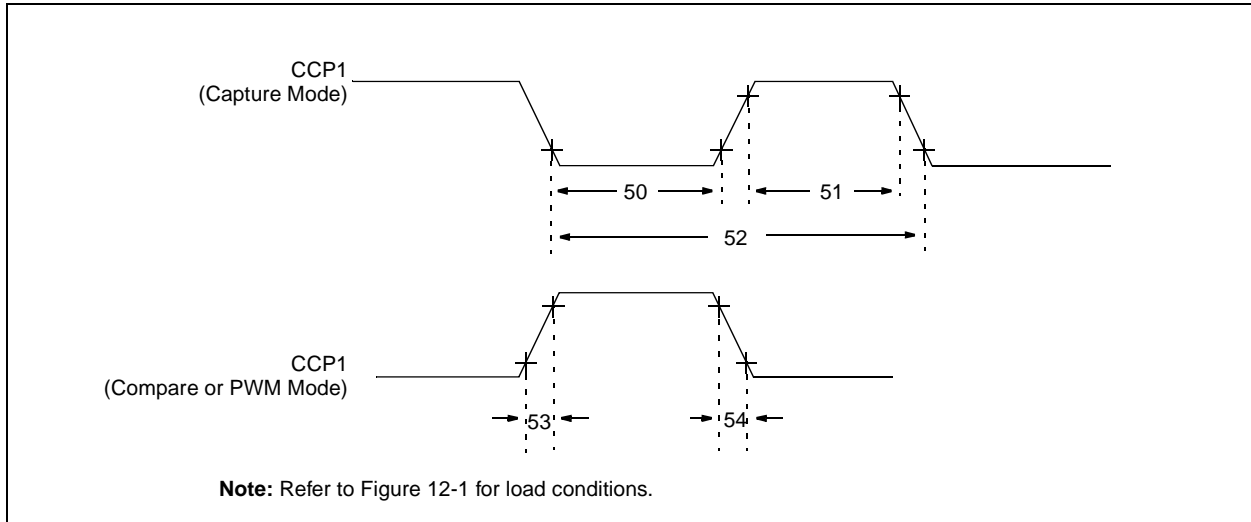 CCP1
(Capture Mode)
50
51
52
CCP1
(Compare or PWM Mode)
53
54
Note: Refer to Figure 12-1 for load conditions.